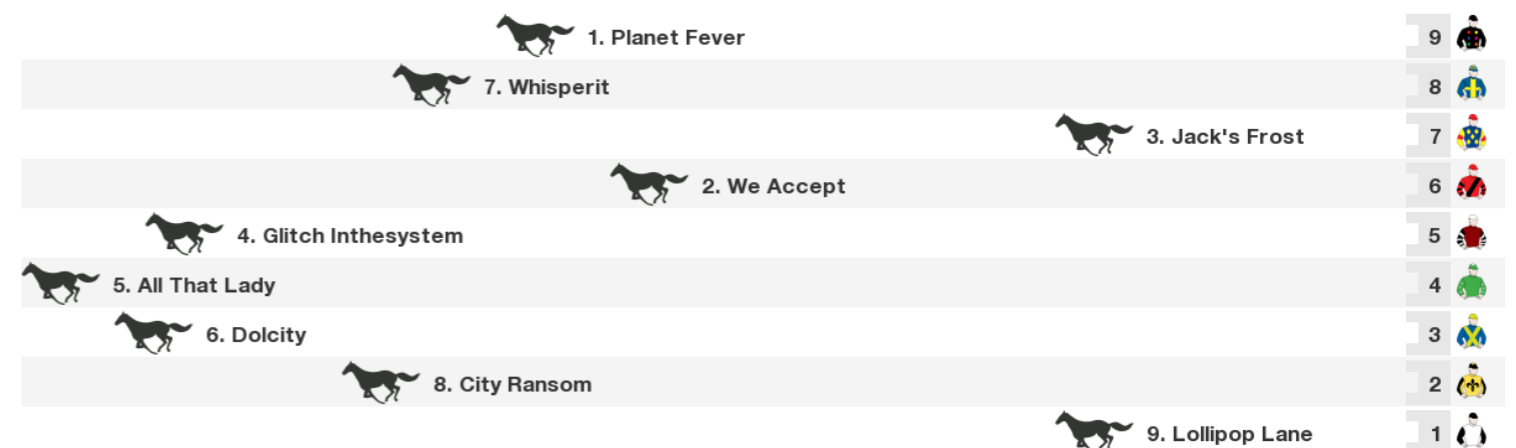 1. Planet Fever 9
7. Whisperit 8
3. Jack's Frost 7
2. We Accept 6
4. Glitch Inthesystem 5
5. All That Lady 4
6. Dolcity 3
8. City Ransom 2
9. Lollipop Lane 1